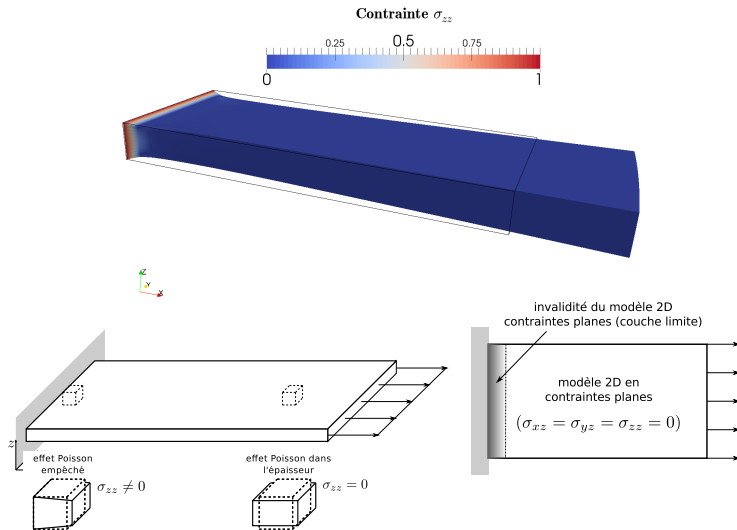 Contrainte σ_zz
0.25
0.5
0.75
0
1
Z
Y
X
invalidité du modèle 2D
contraintes planes (couche limite)
modèle 2D en
contraintes planes
(σ_xz = σ_yz = σ_zz = 0)
z
effet Poisson
empêché
σ_zz ≠ 0
effet Poisson dans
l'épaisseur
σ_zz = 0